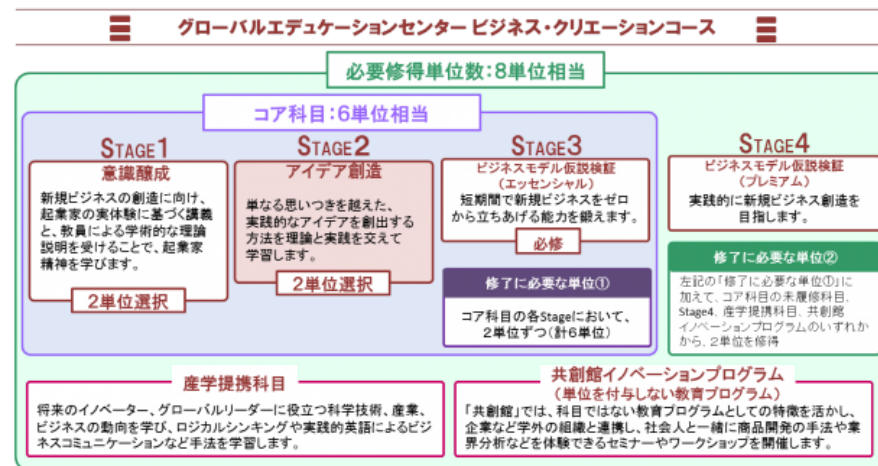 グローバルエデュケーションセンター ビジネス・クリエーションコース
必要修得単位数:8単位相当
コア科目:6単位相当
STAGE1
意識醸成
新規ビジネスの創造に向け、
起業家の実体験に基づく講義
と、教員による学術的な理論
説明を受けることで、起業家
精神を学びます。
2単位選択
STAGE2
アイデア創造
単なる思いつきを越えた、
実践的なアイデアを創出する
方法を理論と実践を交えて
学習します。
2単位選択
STAGE3
ビジネスモデル仮説検証
(エッセンシャル)
短期間で新規ビジネスをゼロ
から立ちあげる能力を鍛えます。
必修
修了に必要な単位①
コア科目の各Stageにおいて、
2単位ずつ(計6単位)
STAGE4
ビジネスモデル仮説検証
(プレミアム)
実践的に新規ビジネス創造を
目指します。
修了に必要な単位②
左記の「修了に必要な単位①」に
加えて、コア科目の未履修科目、
Stage4、産学提携科目、共創館
イノベーションプログラムのいずれか
から、2単位を修得
産学提携科目
将来のイノベーター、グローバルリーダーに役立つ科学技術、産業、
ビジネスの動向を学び、ロジカルシンキングや実践的英語によるビジ
ネスコミュニケーションなど手法を学習します。
共創館イノベーションプログラム
(単位を付与しない教育プログラム)
「共創館」では、科目ではない教育プログラムとしての特徴を活かし、
企業など学外の組織と連携し、社会人と一緒に商品開発の手法や業
界分析などを体験できるセミナーやワークショップを開催します。